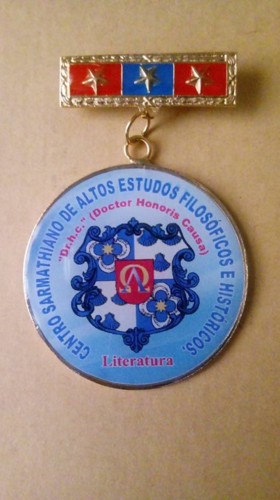 CENTRO SARMATHIANO DE ALTOS ESTUDOS FILOSÓFICOS E HISTÓRICOS.
"Dr.h.c." (Doctor Honoris Causa)
Literatura